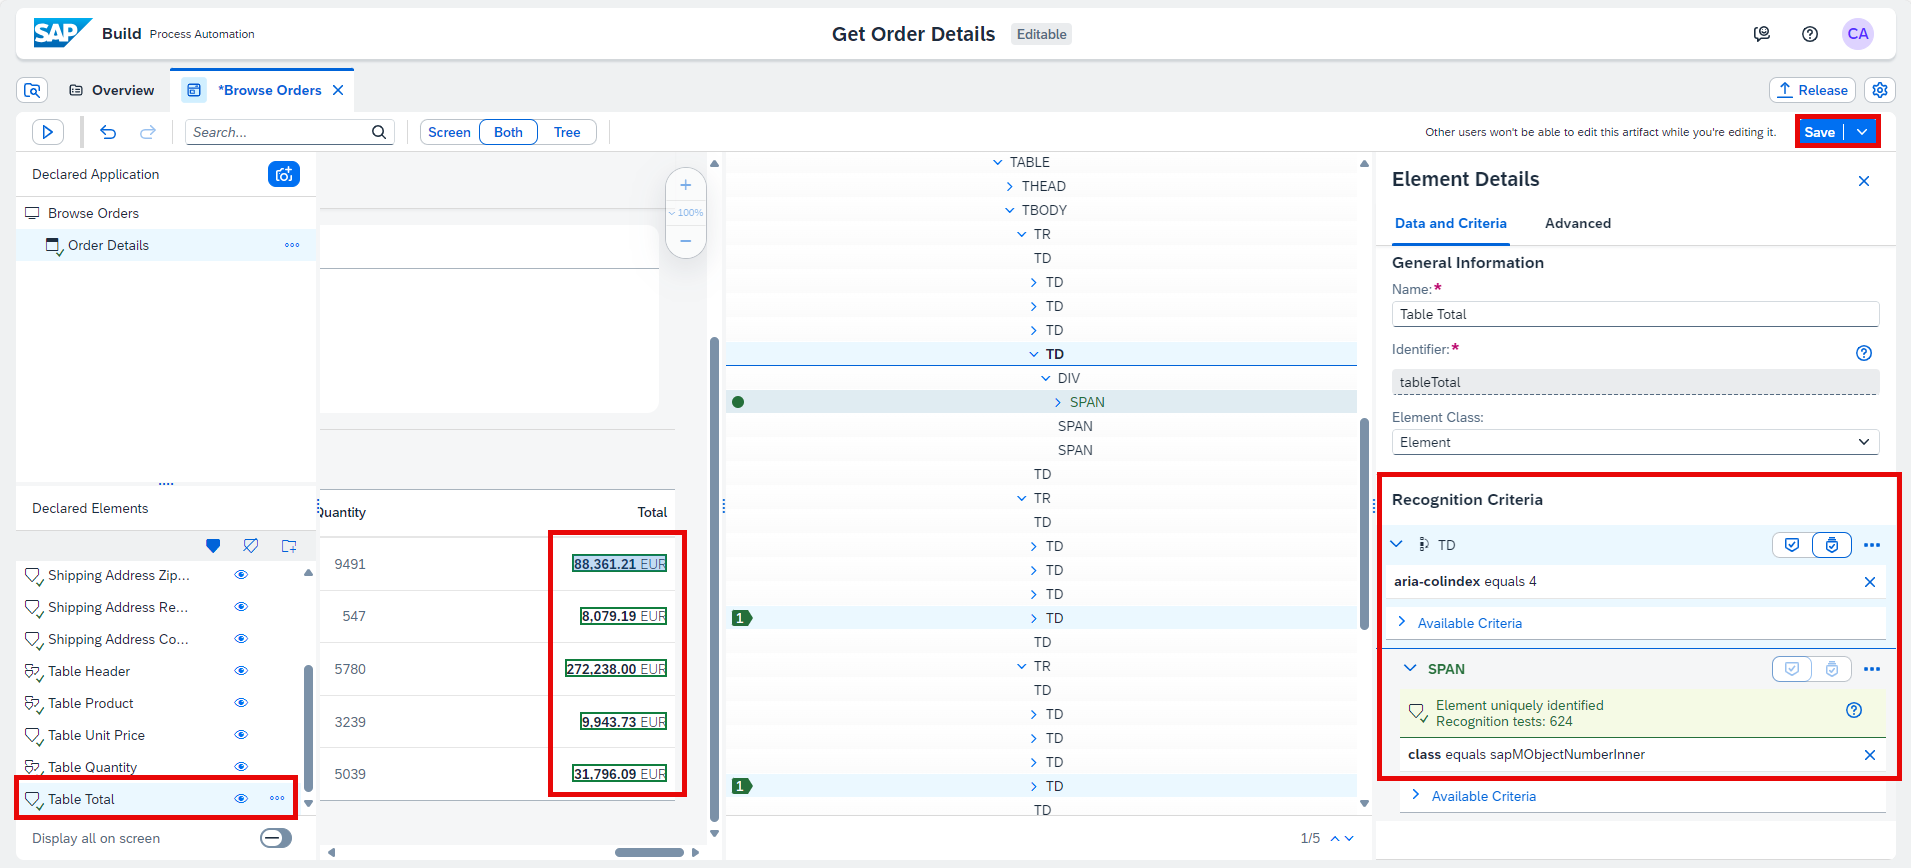 SAP Build Process Automation
Get Order Details Editable
CA
Overview
*Browse Orders
Release
Search...
Screen Both Tree
Other users won't be able to edit this artifact while you're editing it.
Save
Declared Application
Browse Orders
Order Details
Declared Elements
Shipping Address Zip...
Shipping Address Re...
Shipping Address Co...
Table Header
Table Product
Table Unit Price
Table Quantity
Table Total
Display all on screen
100%
Quantity Total
9491 88,361.21 EUR
547 8,079.19 EUR
5780 272,238.00 EUR
3239 9,943.73 EUR
5039 31,796.09 EUR
TABLE
THEAD
TBODY
TR
TD
TD
TD
TD
TD
DIV
SPAN
SPAN
SPAN
TD
TR
TD
TD
TD
TD
1 TD
TD
TR
TD
TD
TD
TD
1 TD
TD
1/5
Element Details
Data and Criteria Advanced
General Information
Name:*
Table Total
Identifier:*
tableTotal
Element Class:
Element
Recognition Criteria
TD
aria-colindex equals 4
Available Criteria
SPAN
Element uniquely identified
Recognition tests: 624
class equals sapMObjectNumberInner
Available Criteria